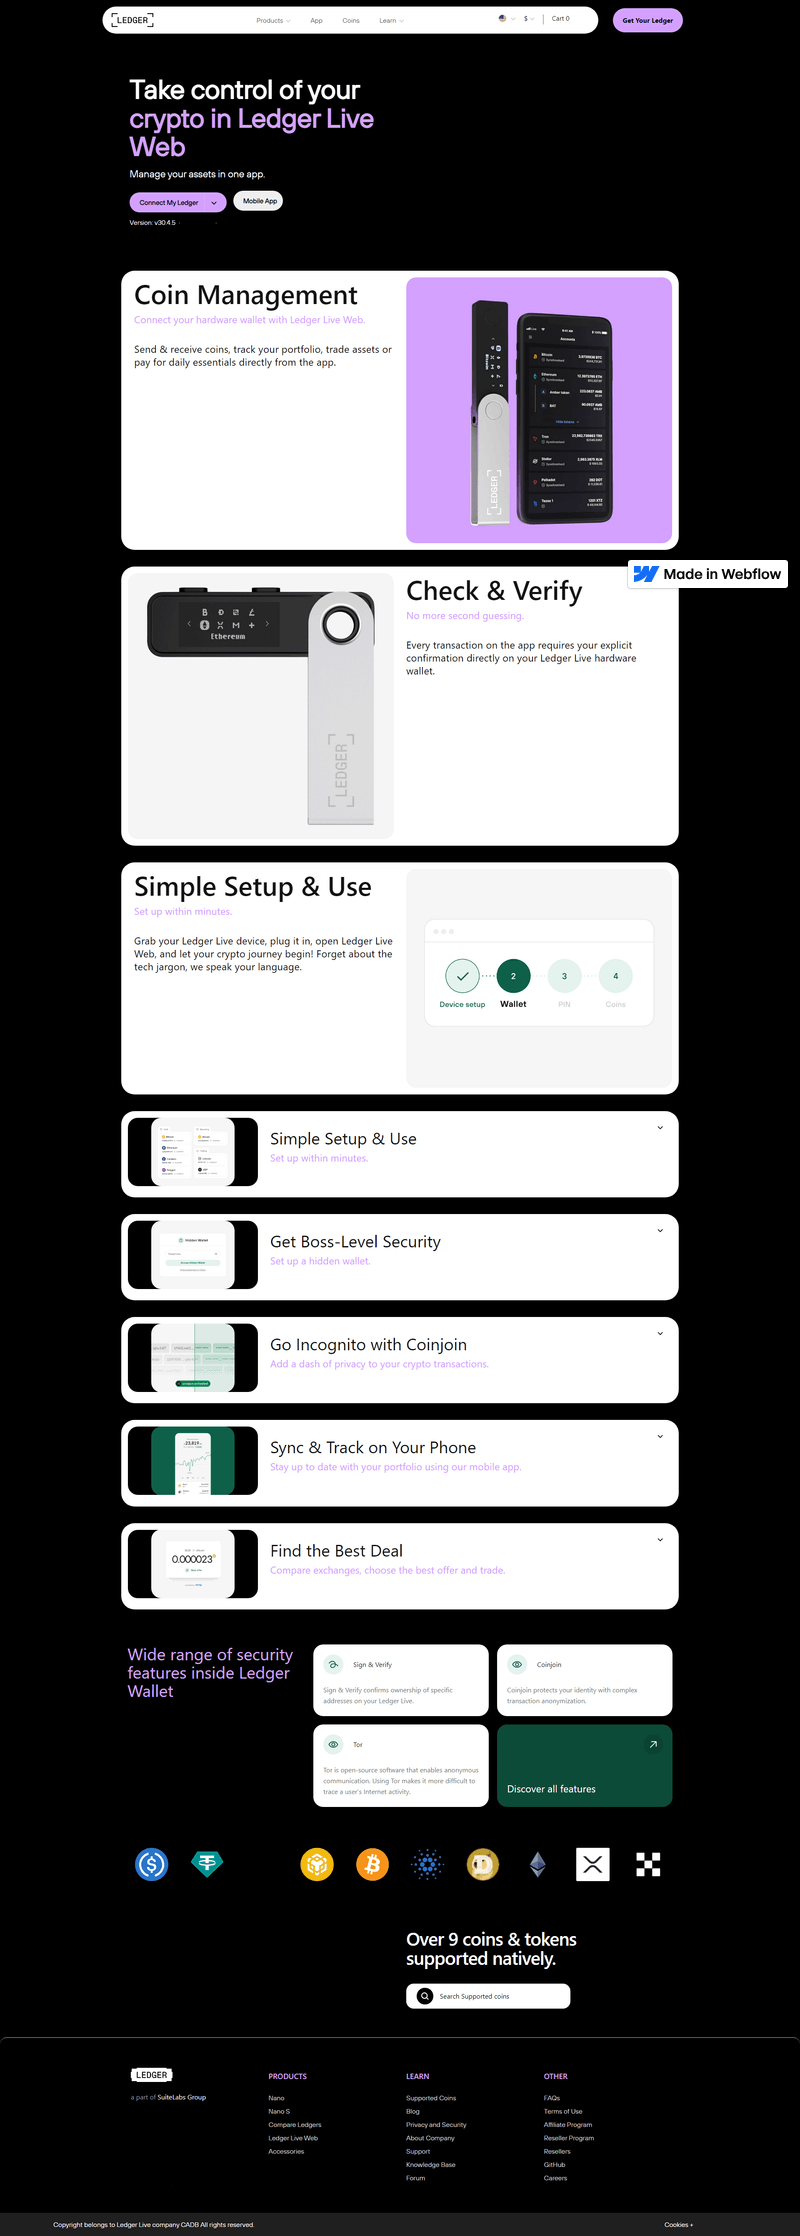 LEDGER
Products
App
Coins
Learn
$
Cart 0
Get Your Ledger
Take control of your
crypto in Ledger Live
Web
Manage your assets in one app.
Connect My Ledger
Mobile App
Version: v30.4.5
Coin Management
Connect your hardware wallet with Ledger Live Web.
Send & receive coins, track your portfolio, trade assets or
pay for daily essentials directly from the app.
Accounts
Bitcoin
Ethereum
Amber token
BAT
Tron
Stellar
Polkadot
Tezos 1
LEDGER
Made in Webflow
Ethereum
LEDGER
Check & Verify
No more second guessing.
Every transaction on the app requires your explicit
confirmation directly on your Ledger Live hardware
wallet.
Simple Setup & Use
Set up within minutes.
Grab your Ledger Live device, plug it in, open Ledger Live
Web, and let your crypto journey begin! Forget about the
tech jargon, we speak your language.
2
3
4
Device setup
Wallet
PIN
Coins
Simple Setup & Use
Set up within minutes.
Hidden Wallet
Get Boss-Level Security
Set up a hidden wallet.
Go Incognito with Coinjoin
Add a dash of privacy to your crypto transactions.
Sync & Track on Your Phone
Stay up to date with your portfolio using our mobile app.
0.000023
Find the Best Deal
Compare exchanges, choose the best offer and trade.
Wide range of security
features inside Ledger
Wallet
Sign & Verify
Sign & Verify confirms ownership of specific
addresses on your Ledger Live.
Coinjoin
Coinjoin protects your identity with complex
transaction anonymization.
Tor
Tor is open-source software that enables anonymous
communication. Using Tor makes it more difficult to
trace a user's Internet activity.
Discover all features
Over 9 coins & tokens
supported natively.
Search Supported coins
LEDGER
a part of SuiteLabs Group
PRODUCTS
Nano
Nano S
Compare Ledgers
Ledger Live Web
Accessories
LEARN
Supported Coins
Blog
Privacy and Security
About Company
Support
Knowledge Base
Forum
OTHER
FAQs
Terms of Use
Affiliate Program
Reseller Program
Resellers
GitHub
Careers
Copyright belongs to Ledger Live company CADB All rights reserved.
Cookies +